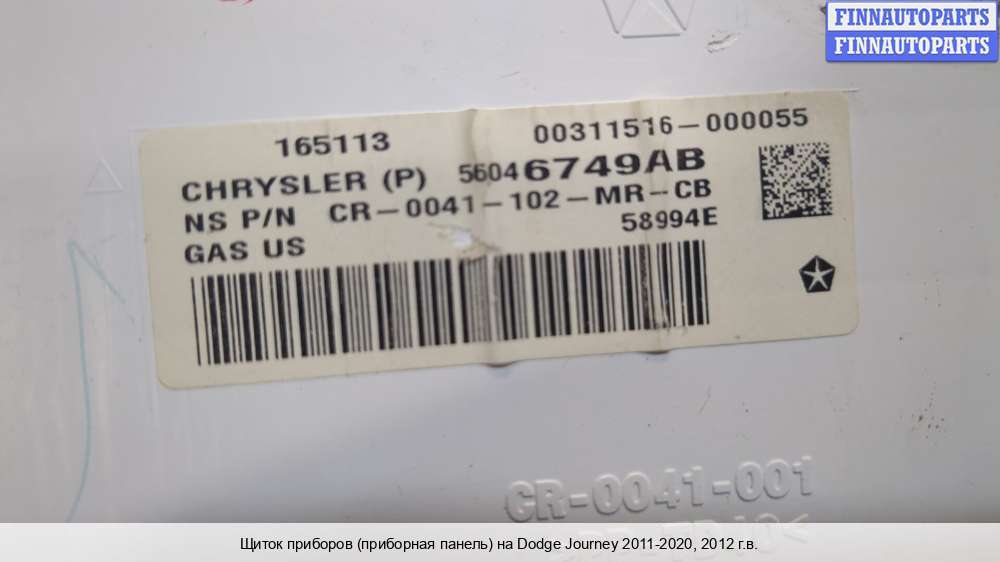 FINNAUTOPARTS
FINNAUTOPARTS
165113 00311516-000055
CHRYSLER (P) 56046749AB
NS P/N CR-0041-102-MR-CB
GAS US 58994E
CR-0041-001
Щиток приборов (приборная панель) на Dodge Journey 2011-2020, 2012 г.в.